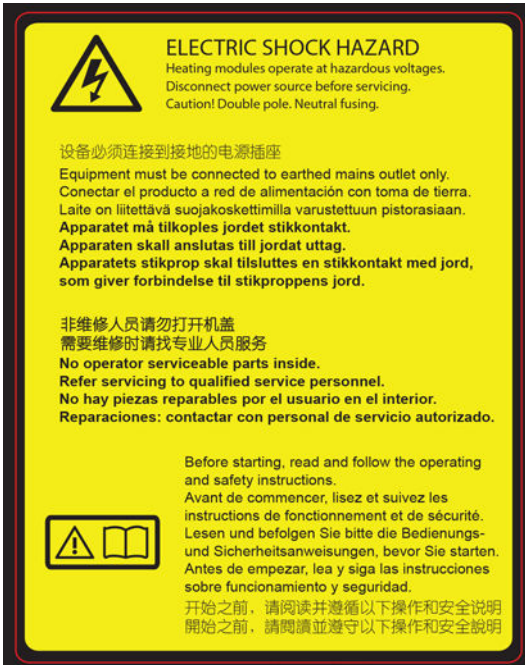 ELECTRIC SHOCK HAZARD
Heating modules operate at hazardous voltages.
Disconnect power source before servicing.
Caution! Double pole. Neutral fusing.
设备必须连接到接地的电源插座
Equipment must be connected to earthed mains outlet only.
Conectar el producto a red de alimentación con toma de tierra.
Laite on liitettävä suojakoskettimilla varustettuun pistorasiaan.
Apparatet må tilkoples jordet stikkontakt.
Apparaten skall anslutas till jordat uttag.
Apparatets stikprop skal tilsluttes en stikkontakt med jord,
som giver forbindelse til stikproppens jord.
非维修人员请勿打开机盖
需要维修时请找专业人员服务
No operator serviceable parts inside.
Refer servicing to qualified service personnel.
No hay piezas reparables por el usuario en el interior.
Reparaciones: contactar con personal de servicio autorizado.
Before starting, read and follow the operating
and safety instructions.
Avant de commencer, lisez et suivez les
instructions de fonctionnement et de sécurité.
Lesen und befolgen Sie bitte die Bedienungs-
und Sicherheitsanweisungen, bevor Sie starten.
Antes de empezar, lea y siga las instrucciones
sobre funcionamiento y seguridad.
开始之前，请阅读并遵循以下操作和安全说明
開始之前，請閱讀並遵守以下操作和安全說明